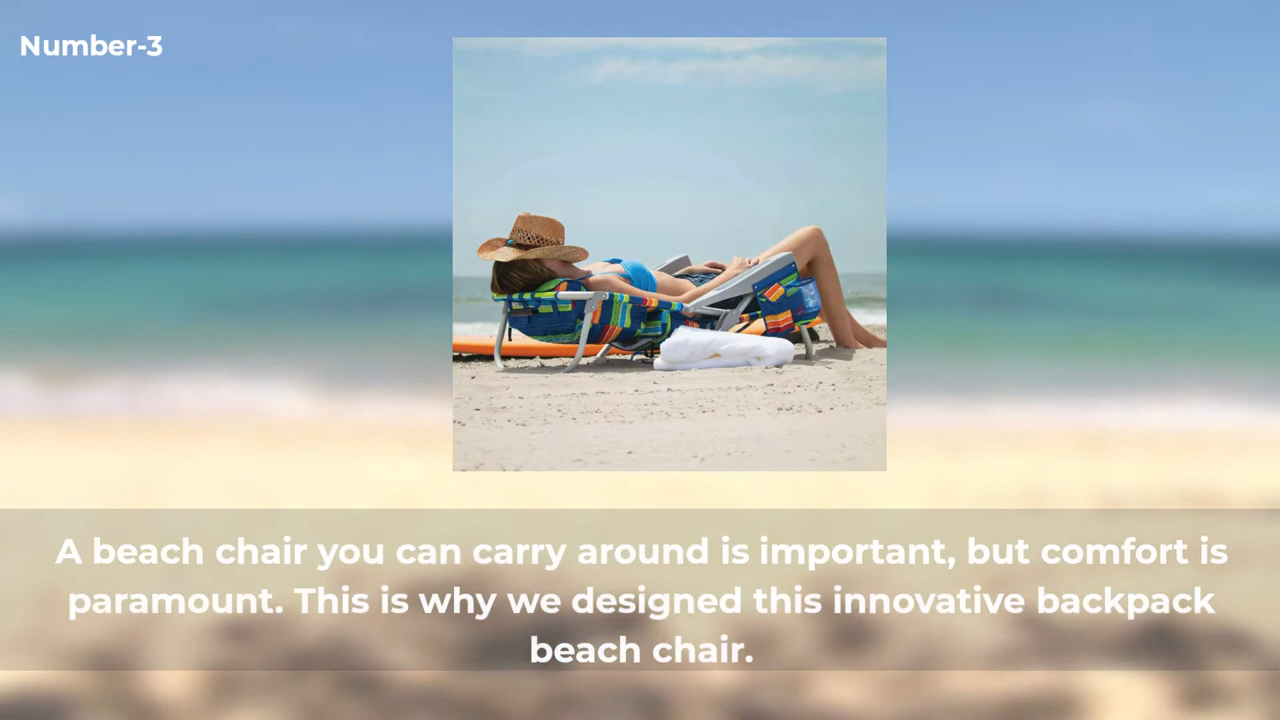 Number-3
A beach chair you can carry around is important, but comfort is
paramount. This is why we designed this innovative backpack
beach chair.